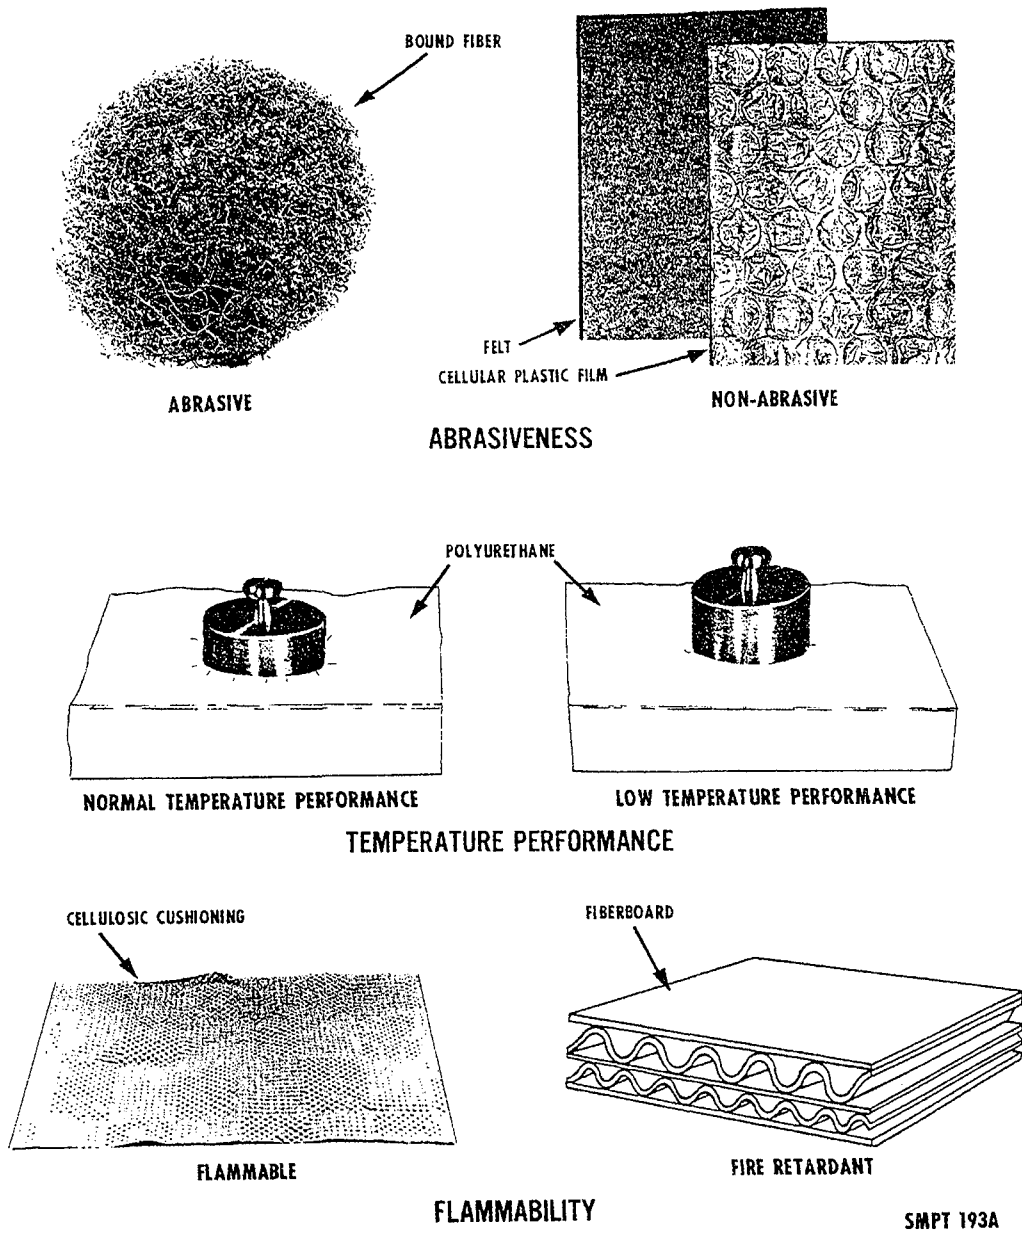 BOUND FIBER
FELT
CELLULAR PLASTIC FILM
ABRASIVE
NON-ABRASIVE
ABRASIVENESS
POLYURETHANE
NORMAL TEMPERATURE PERFORMANCE
LOW TEMPERATURE PERFORMANCE
TEMPERATURE PERFORMANCE
CELLULOSIC CUSHIONING
FIBERBOARD
FLAMMABLE
FIRE RETARDANT
FLAMMABILITY
SMPT 193A